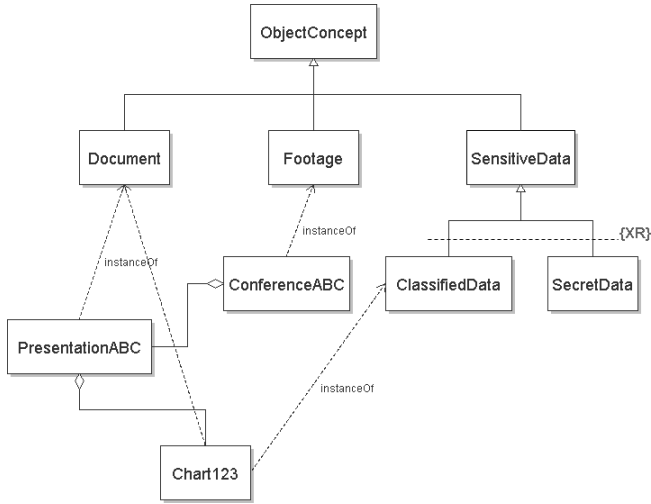 ObjectConcept
Document
Footage
SensitiveData
instanceOf
{XR}
instanceOf
ConferenceABC
ClassifiedData
SecretData
PresentationABC
instanceOf
Chart123